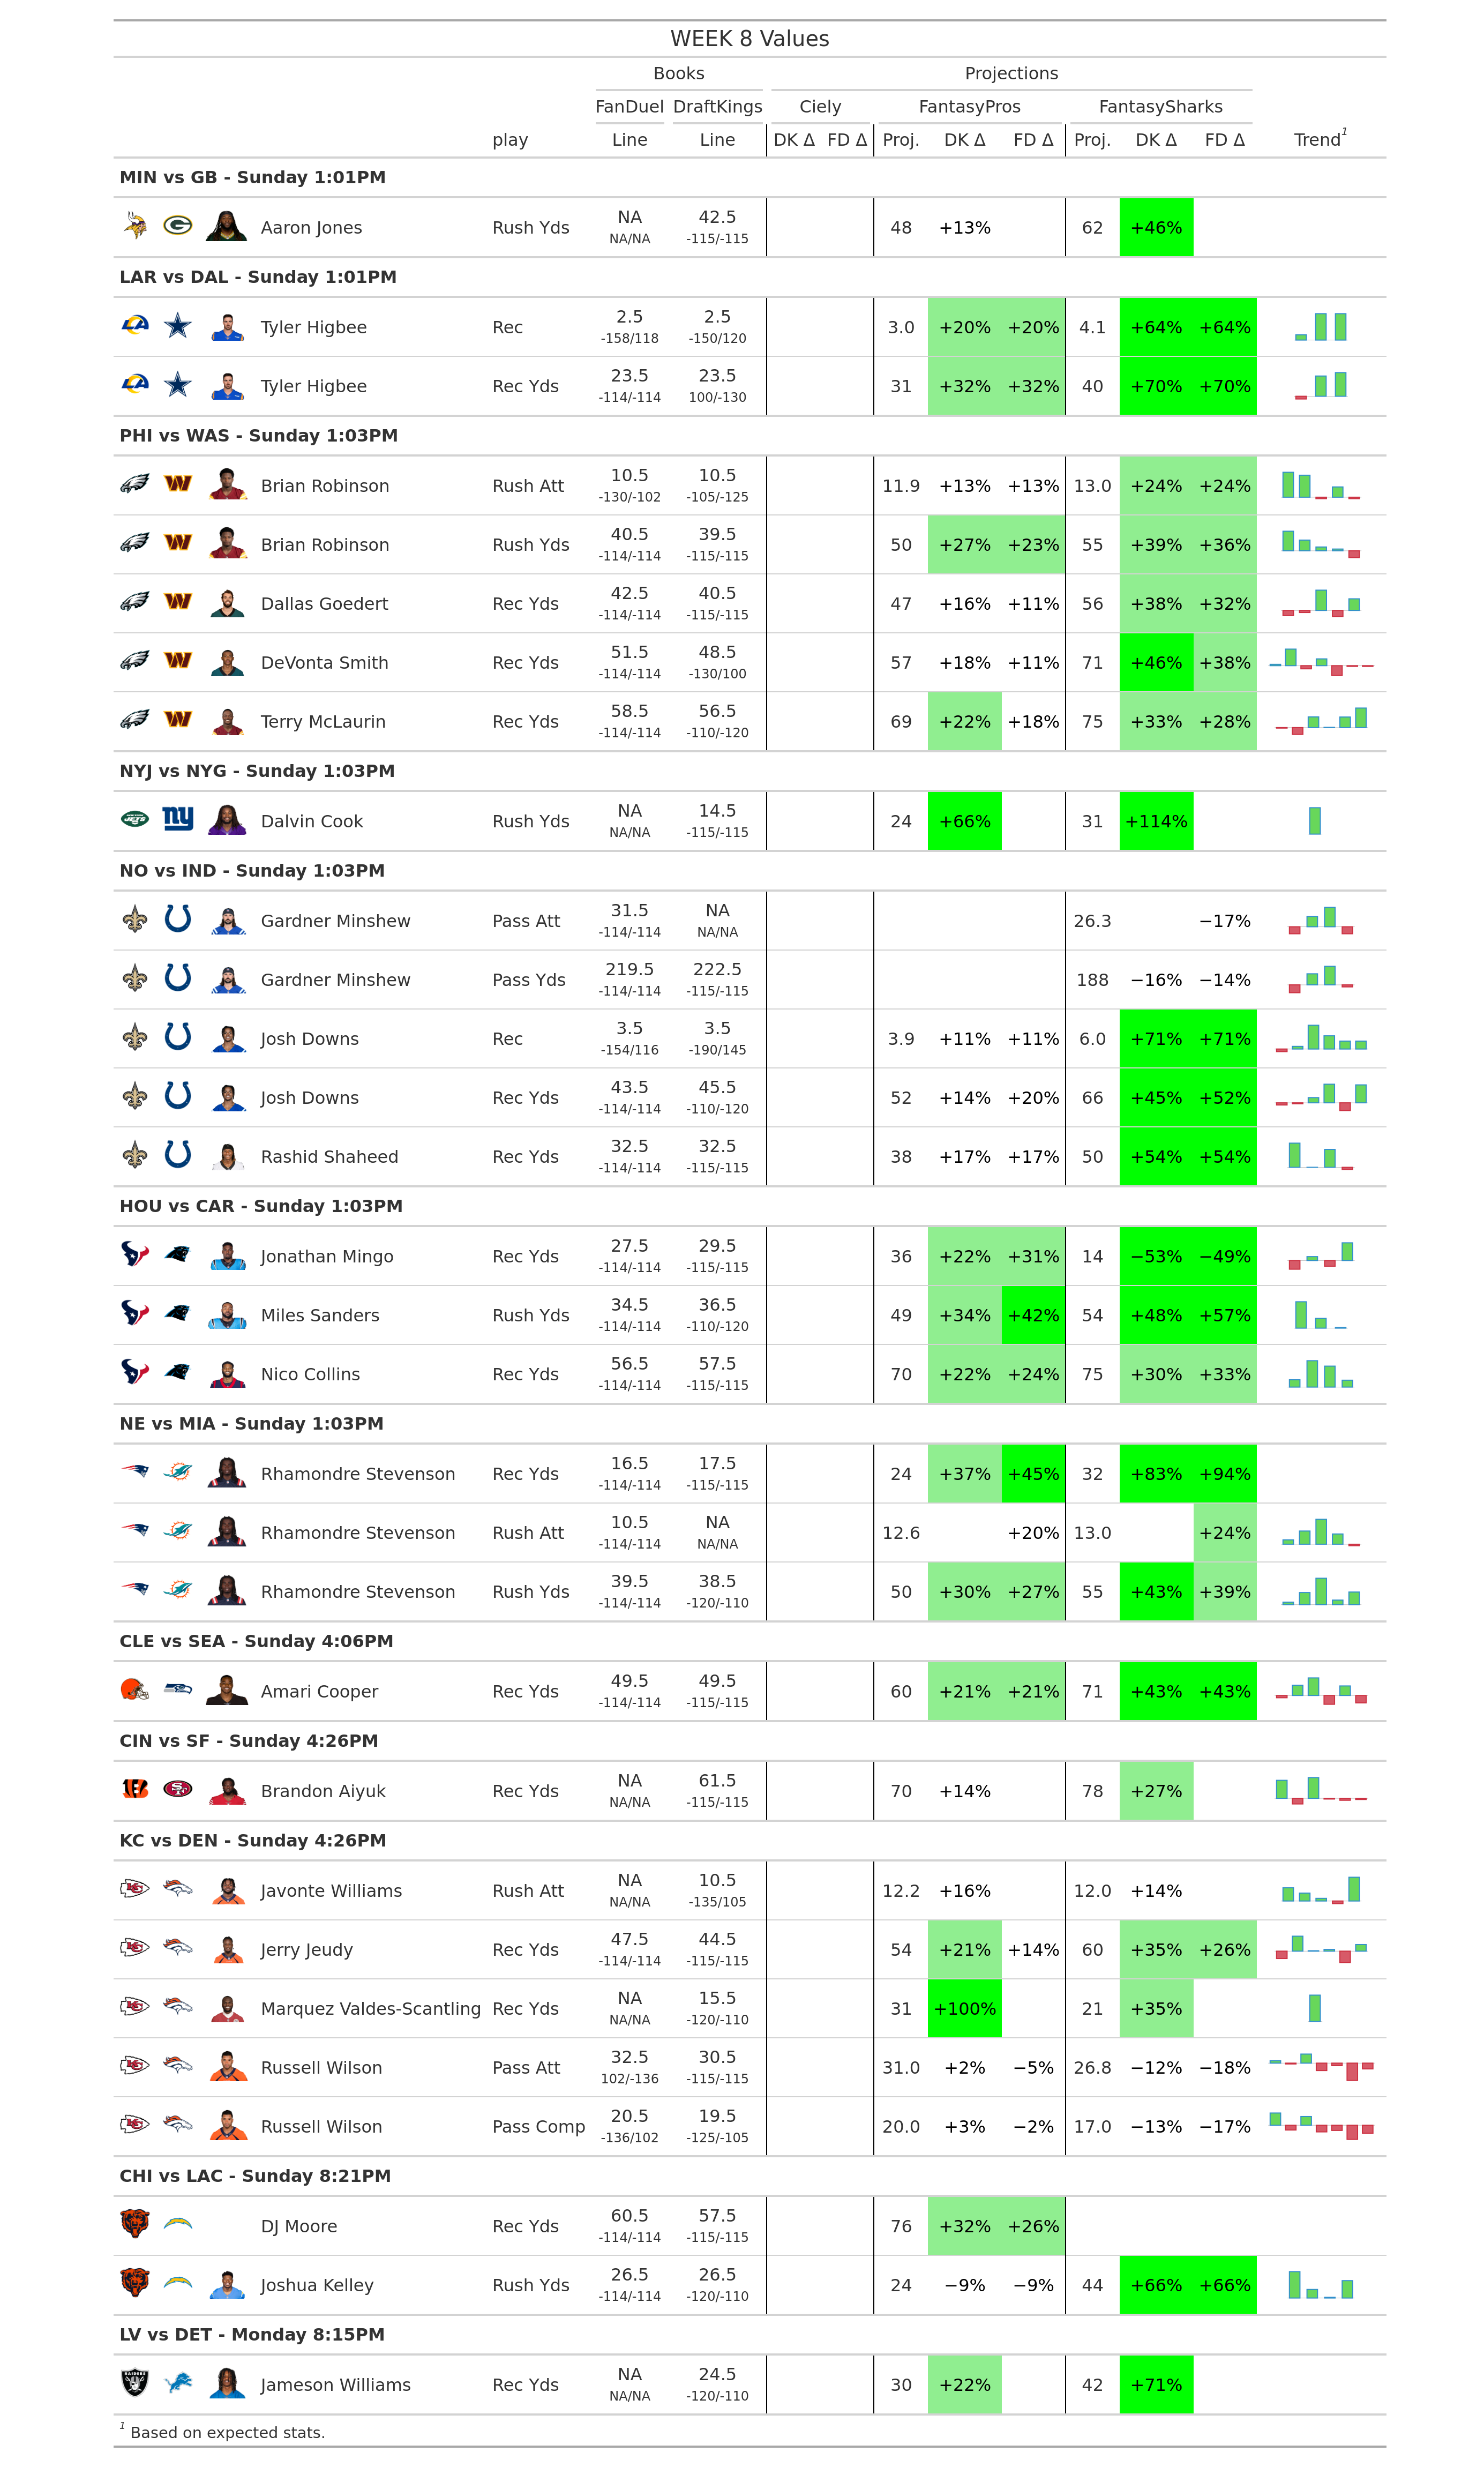 WEEK 8 Values
Books Projections
FanDuel DraftKings Ciely FantasyPros FantasySharks
play Line Line DK Δ FD Δ Proj. DK Δ FD Δ Proj. DK Δ FD Δ Trend1
MIN vs GB - Sunday 1:01PM
Aaron Jones Rush Yds NA 42.5 48 +13% 62 +46%
NA/NA -115/-115
LAR vs DAL - Sunday 1:01PM
Tyler Higbee Rec 2.5 2.5 3.0 +20% +20% 4.1 +64% +64%
-158/118 -150/120
Tyler Higbee Rec Yds 23.5 23.5 31 +32% +32% 40 +70% +70%
-114/-114 100/-130
PHI vs WAS - Sunday 1:03PM
Brian Robinson Rush Att 10.5 10.5 11.9 +13% +13% 13.0 +24% +24%
-130/-102 -105/-125
Brian Robinson Rush Yds 40.5 39.5 50 +27% +23% 55 +39% +36%
-114/-114 -115/-115
Dallas Goedert Rec Yds 42.5 40.5 47 +16% +11% 56 +38% +32%
-114/-114 -115/-115
DeVonta Smith Rec Yds 51.5 48.5 57 +18% +11% 71 +46% +38%
-114/-114 -130/100
Terry McLaurin Rec Yds 58.5 56.5 69 +22% +18% 75 +33% +28%
-114/-114 -110/-120
NYJ vs NYG - Sunday 1:03PM
Dalvin Cook Rush Yds NA 14.5 24 +66% 31 +114%
NA/NA -115/-115
NO vs IND - Sunday 1:03PM
Gardner Minshew Pass Att 31.5 NA 26.3 −17%
-114/-114 NA/NA
Gardner Minshew Pass Yds 219.5 222.5 188 −16% −14%
-114/-114 -115/-115
Josh Downs Rec 3.5 3.5 3.9 +11% +11% 6.0 +71% +71%
-154/116 -190/145
Josh Downs Rec Yds 43.5 45.5 52 +14% +20% 66 +45% +52%
-114/-114 -110/-120
Rashid Shaheed Rec Yds 32.5 32.5 38 +17% +17% 50 +54% +54%
-114/-114 -115/-115
HOU vs CAR - Sunday 1:03PM
Jonathan Mingo Rec Yds 27.5 29.5 36 +22% +31% 14 −53% −49%
-114/-114 -115/-115
Miles Sanders Rush Yds 34.5 36.5 49 +34% +42% 54 +48% +57%
-114/-114 -110/-120
Nico Collins Rec Yds 56.5 57.5 70 +22% +24% 75 +30% +33%
-114/-114 -115/-115
NE vs MIA - Sunday 1:03PM
Rhamondre Stevenson Rec Yds 16.5 17.5 24 +37% +45% 32 +83% +94%
-114/-114 -115/-115
Rhamondre Stevenson Rush Att 10.5 NA 12.6 +20% 13.0 +24%
-114/-114 NA/NA
Rhamondre Stevenson Rush Yds 39.5 38.5 50 +30% +27% 55 +43% +39%
-114/-114 -120/-110
CLE vs SEA - Sunday 4:06PM
Amari Cooper Rec Yds 49.5 49.5 60 +21% +21% 71 +43% +43%
-114/-114 -115/-115
CIN vs SF - Sunday 4:26PM
Brandon Aiyuk Rec Yds NA 61.5 70 +14% 78 +27%
NA/NA -115/-115
KC vs DEN - Sunday 4:26PM
Javonte Williams Rush Att NA 10.5 12.2 +16% 12.0 +14%
NA/NA -135/105
Jerry Jeudy Rec Yds 47.5 44.5 54 +21% +14% 60 +35% +26%
-114/-114 -115/-115
Marquez Valdes-Scantling Rec Yds NA 15.5 31 +100% 21 +35%
NA/NA -120/-110
Russell Wilson Pass Att 32.5 30.5 31.0 +2% −5% 26.8 −12% −18%
102/-136 -115/-115
Russell Wilson Pass Comp 20.5 19.5 20.0 +3% −2% 17.0 −13% −17%
-136/102 -125/-105
CHI vs LAC - Sunday 8:21PM
DJ Moore Rec Yds 60.5 57.5 76 +32% +26%
-114/-114 -115/-115
Joshua Kelley Rush Yds 26.5 26.5 24 −9% −9% 44 +66% +66%
-114/-114 -120/-110
LV vs DET - Monday 8:15PM
Jameson Williams Rec Yds NA 24.5 30 +22% 42 +71%
NA/NA -120/-110
1 Based on expected stats.